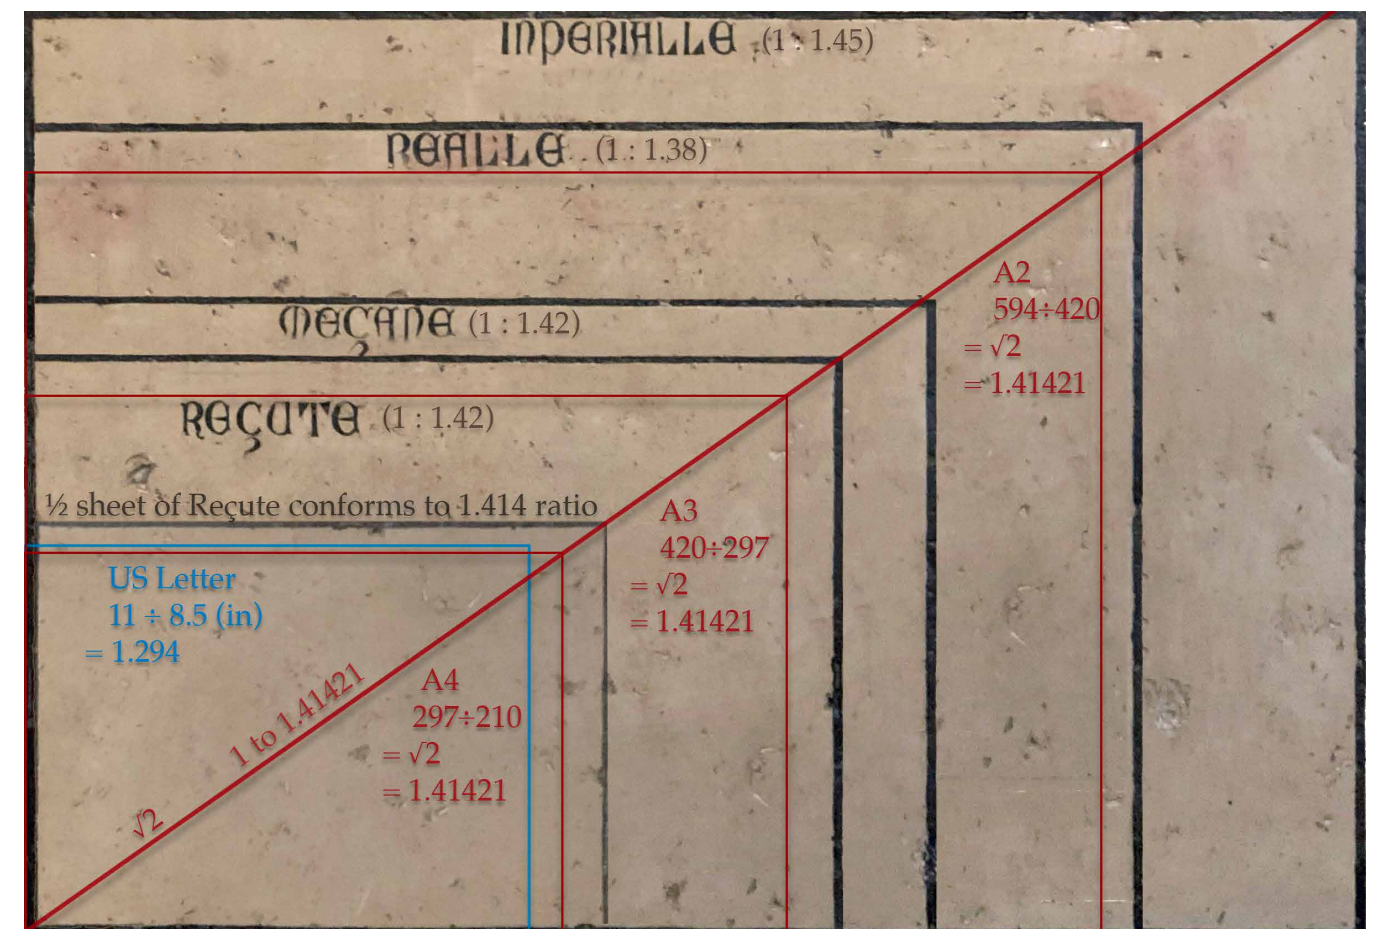 INPERIALLE (1 : 1.45)
REALLE (1 : 1.38)
MEÇANE (1 : 1.42)
REÇUTE (1 : 1.42)
½ sheet of Reçute conforms to 1.414 ratio
A2
594÷420
= √2
= 1.41421
A3
420÷297
= √2
= 1.41421
US Letter
11 ÷ 8.5 (in)
= 1.294
A4
297÷210
= √2
= 1.41421
√2
1 to 1.41421